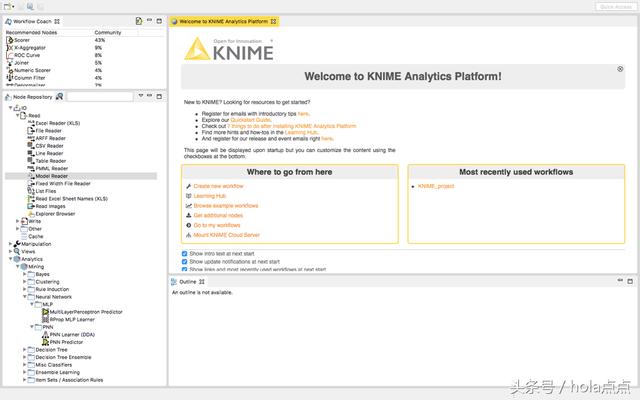 Quick Access
Workflow Coach
Recommended Nodes Community
Scorer 43%
X-Aggregator 9%
ROC Curve 8%
Joiner 5%
Numeric Scorer 4%
Column Filter 4%
Node Repository
IO
Read
Excel Reader (XLS)
File Reader
ARFF Reader
CSV Reader
Line Reader
Table Reader
PMML Reader
Model Reader
Fixed Width File Reader
List Files
Read Excel Sheet Names (XLS)
Read Images
Explorer Browser
Write
Other
Cache
Manipulation
Views
Analytics
Mining
Bayes
Clustering
Rule Induction
Neural Network
MLP
MultiLayerPerceptron Predictor
RProp MLP Learner
PNN
PNN Learner (DDA)
PNN Predictor
Decision Tree
Decision Tree Ensemble
Misc Classifiers
Ensemble Learning
Item Sets / Association Rules
Welcome to KNIME Analytics Platform
Open for Innovation
KNIME
Welcome to KNIME Analytics Platform!
New to KNIME? Looking for resources to get started?
Register for emails with introductory tips here.
Explore our Quickstart Guide.
Check out 7 things to do after installing KNIME Analytics Platform
Find more hints and how-tos in the Learning Hub.
And register for our release and event emails right here.
This page will be displayed upon startup but you can customize the content using the
checkboxes at the bottom.
Where to go from here
Create new workflow
Learning Hub
Browse example workflows
Get additional nodes
Go to my workflows
Mount KNIME Cloud Server
Most recently used workflows
KNIME_project
Show intro text at next start
Show update notifications at next start
Show links and most recently used workflows at next start
Outline
An outline is not available.
头条号 / hola点点